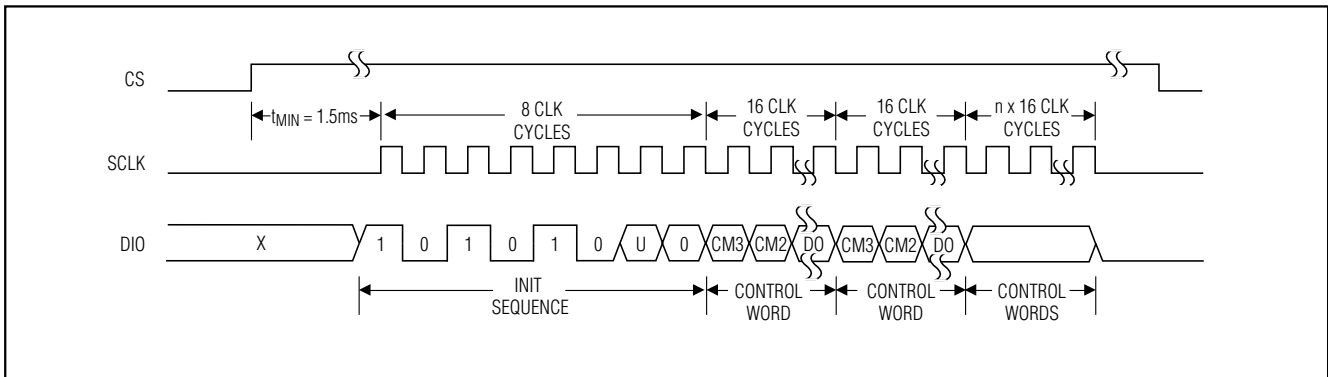 CS
tMIN = 1.5ms
8 CLK
CYCLES
16 CLK
CYCLES
16 CLK
CYCLES
n x 16 CLK
CYCLES
SCLK
DIO
X
1
0
1
0
1
0
U
0
CM3
CM2
D0
CM3
CM2
D0
INIT
SEQUENCE
CONTROL
WORD
CONTROL
WORD
CONTROL
WORDS